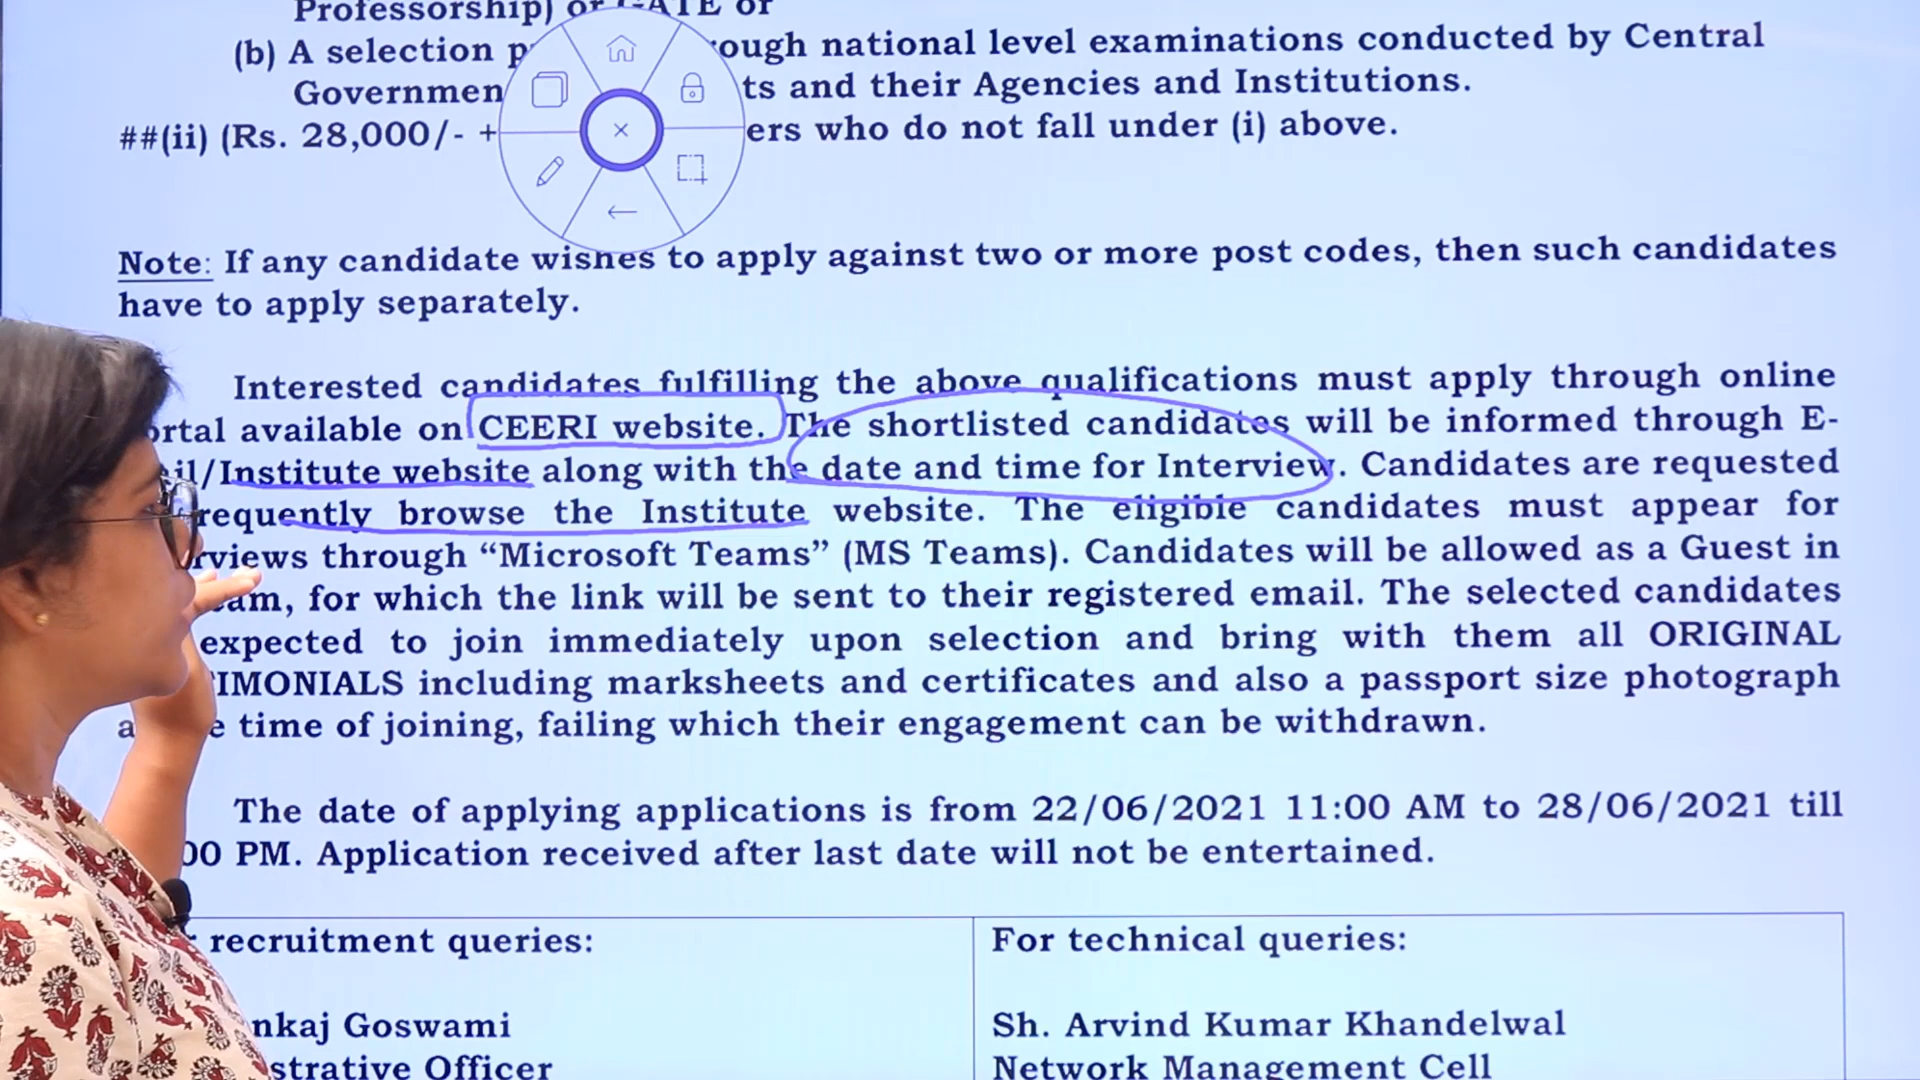 Professorship) or GATE or
(b) A selection ough national level examinations conducted by Central
ts and their Agencies and Institutions.
##(ii) (Rs. 28,000/- + ers who do not fall under (i) above.
Note: If any candidate wishes to apply against two or more post codes, then such candidates
have to apply separately.
Interested candidates fulfilling the above qualifications must apply through online
ortal available on CEERI website. The shortlisted candidates will be informed through E-
il/Institute website along with the date and time for Interview. Candidates are requested
requently browse the Institute website. The eligible candidates must appear for
rviews through “Microsoft Teams” (MS Teams). Candidates will be allowed as a Guest in
am, for which the link will be sent to their registered email. The selected candidates
expected to join immediately upon selection and bring with them all ORIGINAL
IMONIALS including marksheets and certificates and also a passport size photograph
time of joining, failing which their engagement can be withdrawn.
The date of applying applications is from 22/06/2021 11:00 AM to 28/06/2021 till
00 PM. Application received after last date will not be entertained.
recruitment queries:
nkaj Goswami
strative Officer
For technical queries:
Sh. Arvind Kumar Khandelwal
Network Management Cell